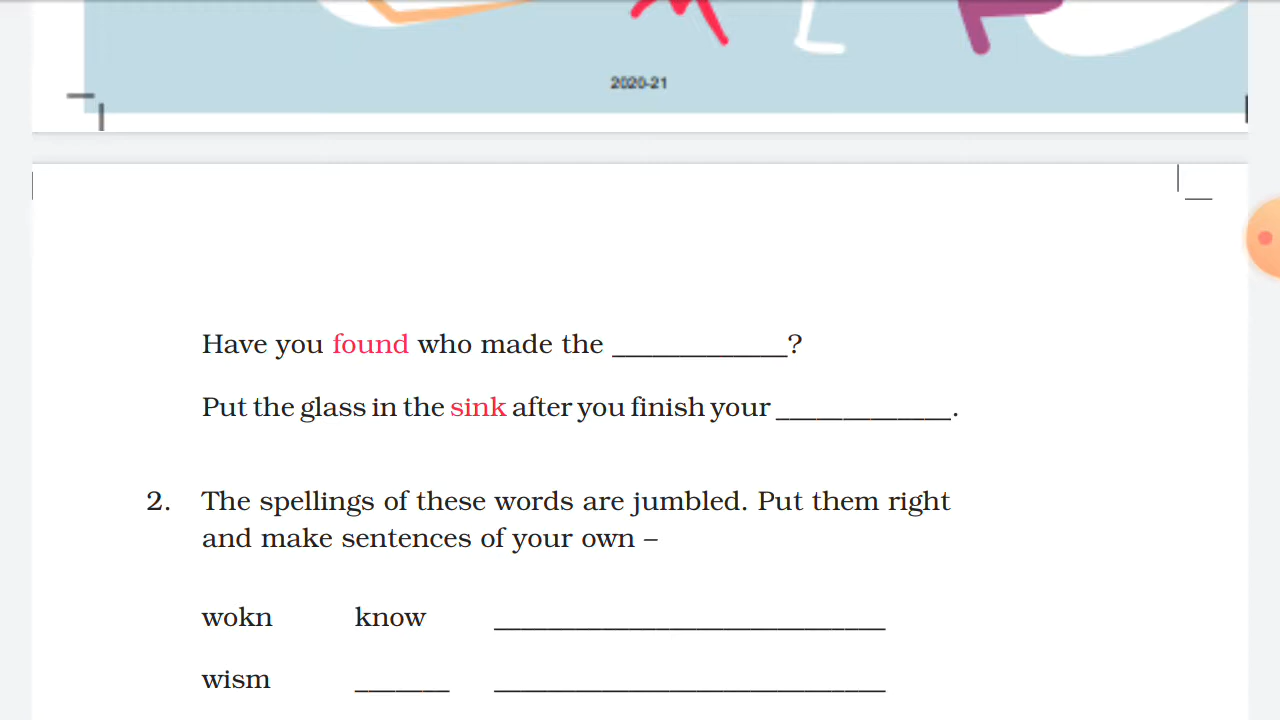 2020-21
Have you found who made the ____________?
Put the glass in the sink after you finish your ____________.
2. The spellings of these words are jumbled. Put them right
and make sentences of your own –
wokn know ____________________________
wism _______ ____________________________